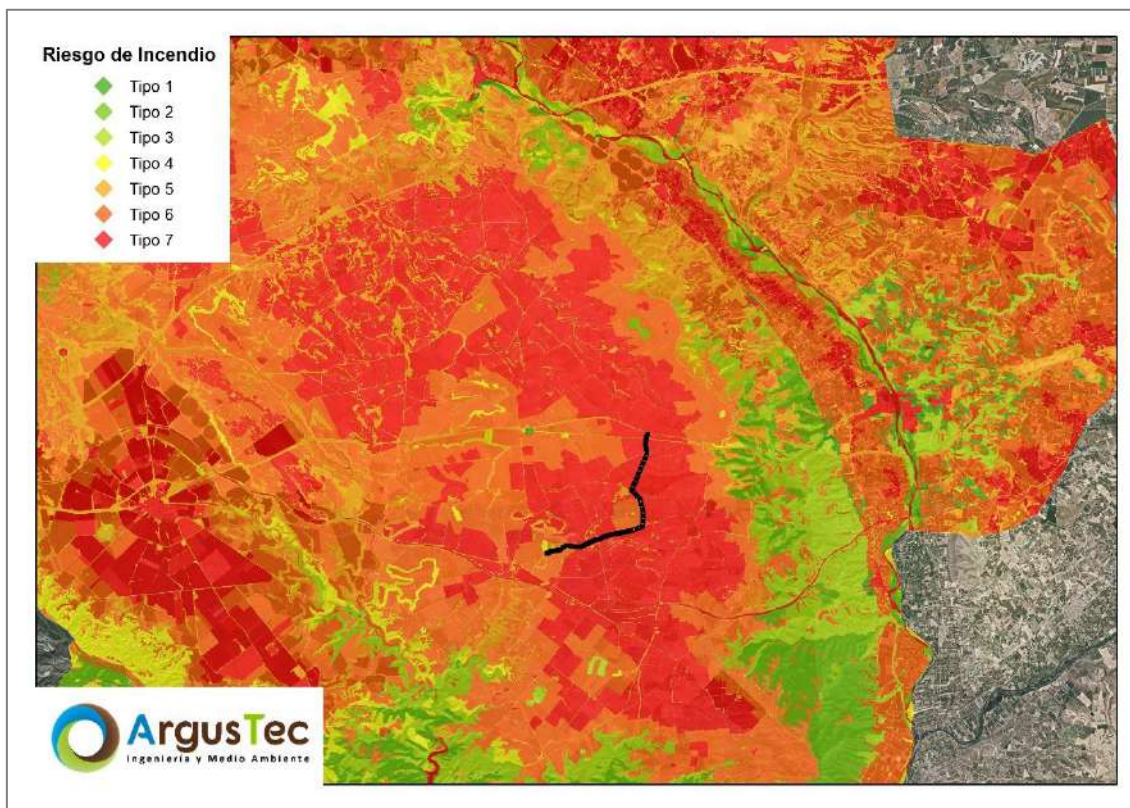 Riesgo de Incendio
Tipo 1
Tipo 2
Tipo 3
Tipo 4
Tipo 5
Tipo 6
Tipo 7
ArgusTec
Ingeniería y Medio Ambiente